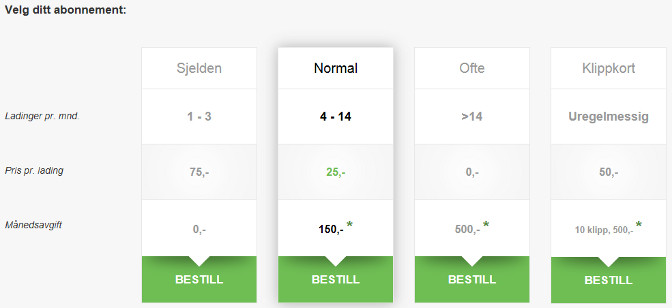 Velg ditt abonnement:
Sjelden Normal Ofte Klippkort
Ladinger pr. mnd. 1 - 3 4 - 14 >14 Uregelmessig
Pris pr. lading 75,- 25,- 0,- 50,-
Månedsavgift 0,- 150,- * 500,- * 10 klipp, 500,- *
BESTILL BESTILL BESTILL BESTILL